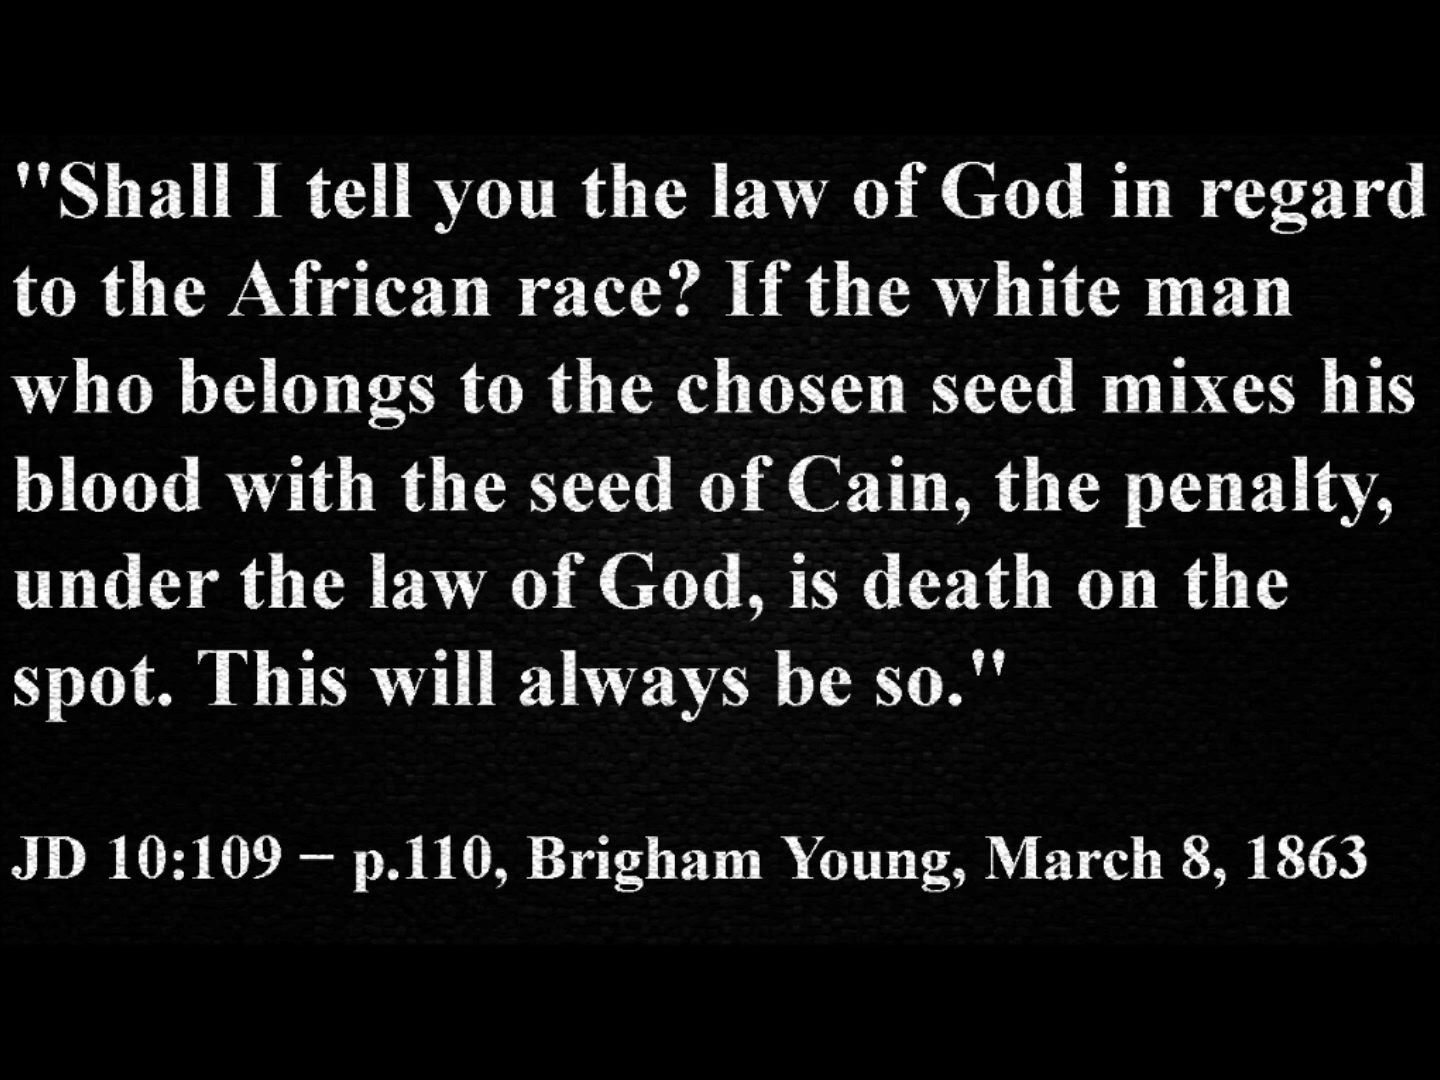 "Shall I tell you the law of God in regard
to the African race? If the white man
who belongs to the chosen seed mixes his
blood with the seed of Cain, the penalty,
under the law of God, is death on the
spot. This will always be so."
JD 10:109 – p.110, Brigham Young, March 8, 1863